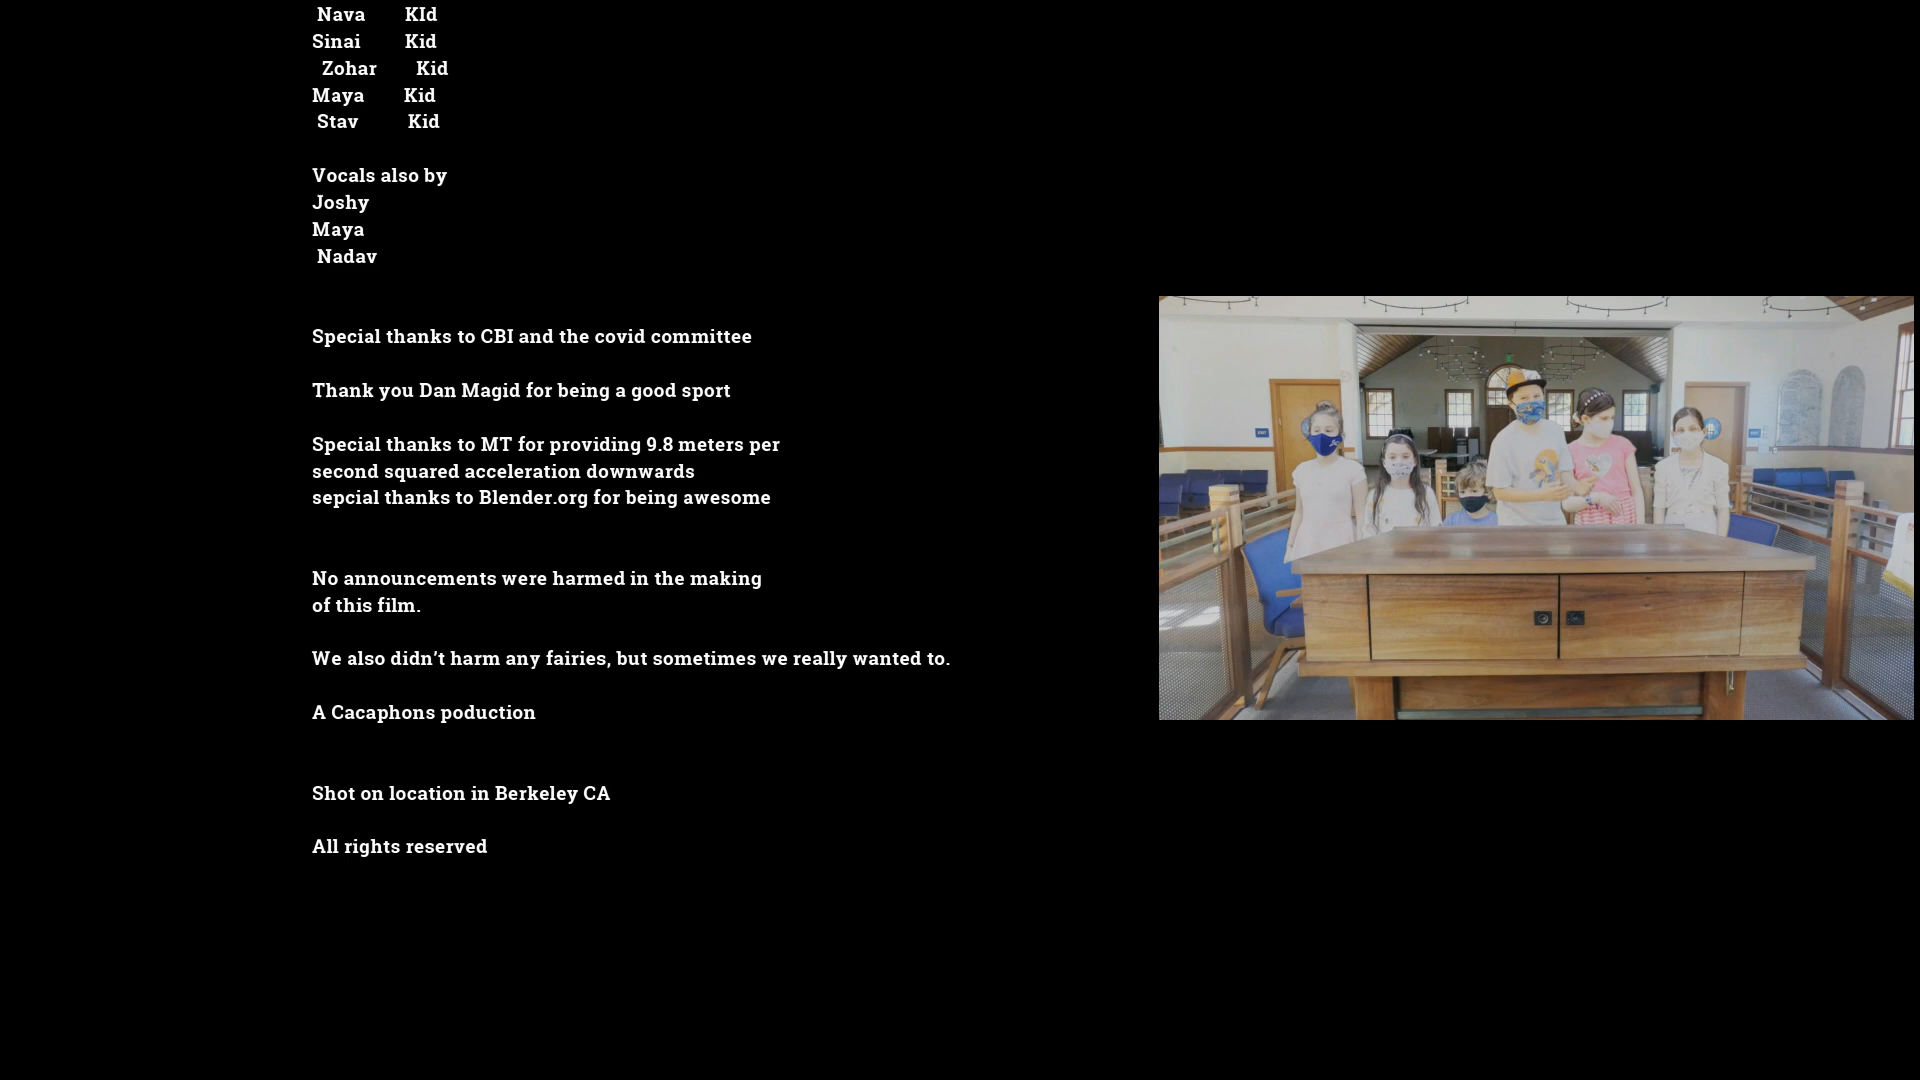 Nava KId
Sinai Kid
Zohar Kid
Maya Kid
Stav Kid
Vocals also by
Joshy
Maya
Nadav
Special thanks to CBI and the covid committee
Thank you Dan Magid for being a good sport
Special thanks to MT for providing 9.8 meters per
second squared acceleration downwards
sepcial thanks to Blender.org for being awesome
No announcements were harmed in the making
of this film.
We also didn’t harm any fairies, but sometimes we really wanted to.
A Cacaphons poduction
Shot on location in Berkeley CA
All rights reserved